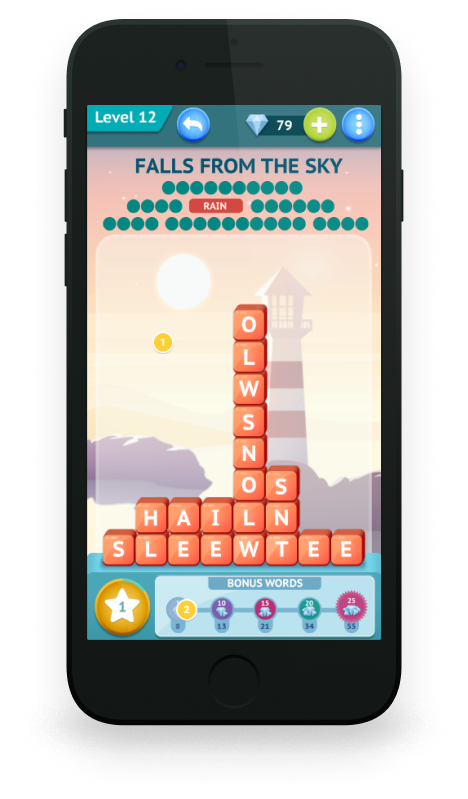 Level 12
79
FALLS FROM THE SKY
RAIN
1
O
L
W
S
N
O S
H A I L N
S L E E W T E E
BONUS WORDS
1
2 10 15 20 25
8 13 21 34 55